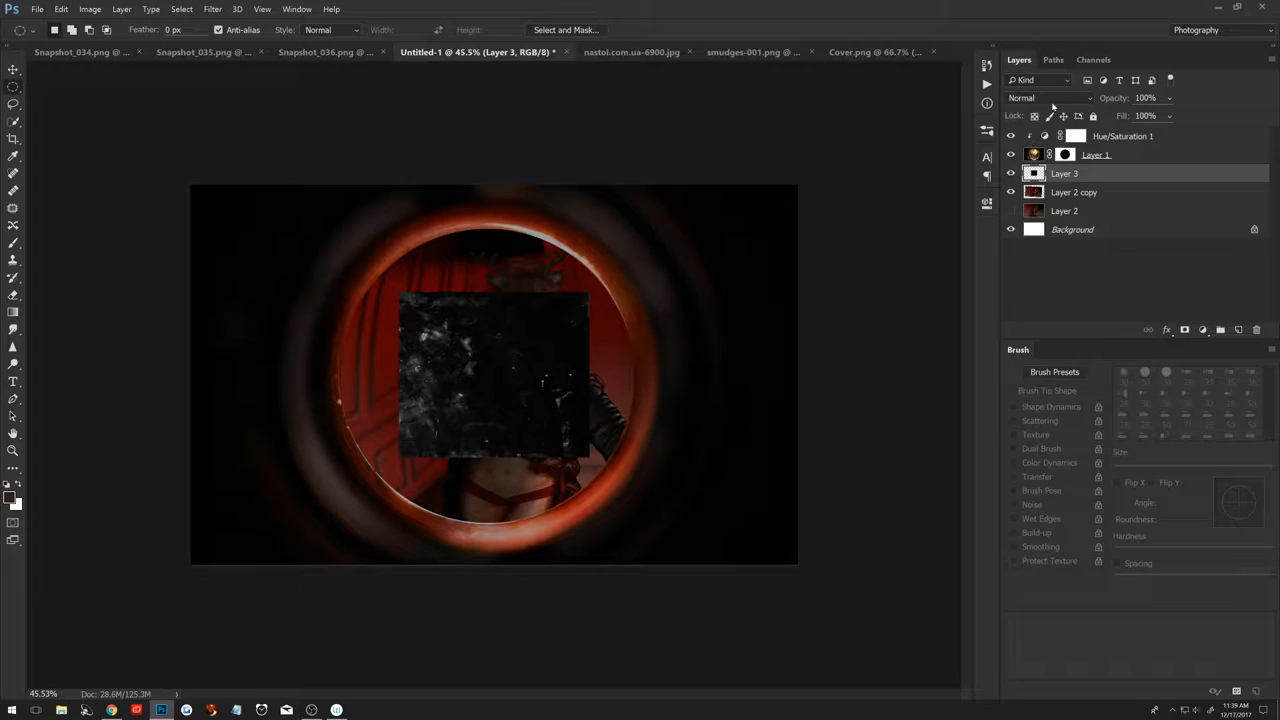 Ps File Edit Image Layer Type Select Filter 3D View Window Help
Feather: 0 px Anti-alias Style: Normal Width: Height: Select and Mask... Photography
Snapshot_034.png @ ... × Snapshot_035.png @ ... × Snapshot_036.png @ ... × Untitled-1 @ 45.5% (Layer 3, RGB/8) * × nastol.com.ua-6900.jpg × smudges-001.png @ ... × Cover.png @ 66.7% (... ×
Layers Paths Channels
Kind
Normal Opacity: 100%
Lock: Fill: 100%
Hue/Saturation 1
Layer 1
Layer 3
Layer 2 copy
Layer 2
Background
fx
Brush
Brush Presets
Brush Tip Shape
Shape Dynamics
Scattering
Texture
Dual Brush
Color Dynamics
Transfer
Brush Pose
Noise
Wet Edges
Build-up
Smoothing
Protect Texture
Size:
Flip X Flip Y
Angle:
Roundness:
Hardness
Spacing
45.53% Doc: 28.6M/125.3M
11:39 AM
12/17/2017